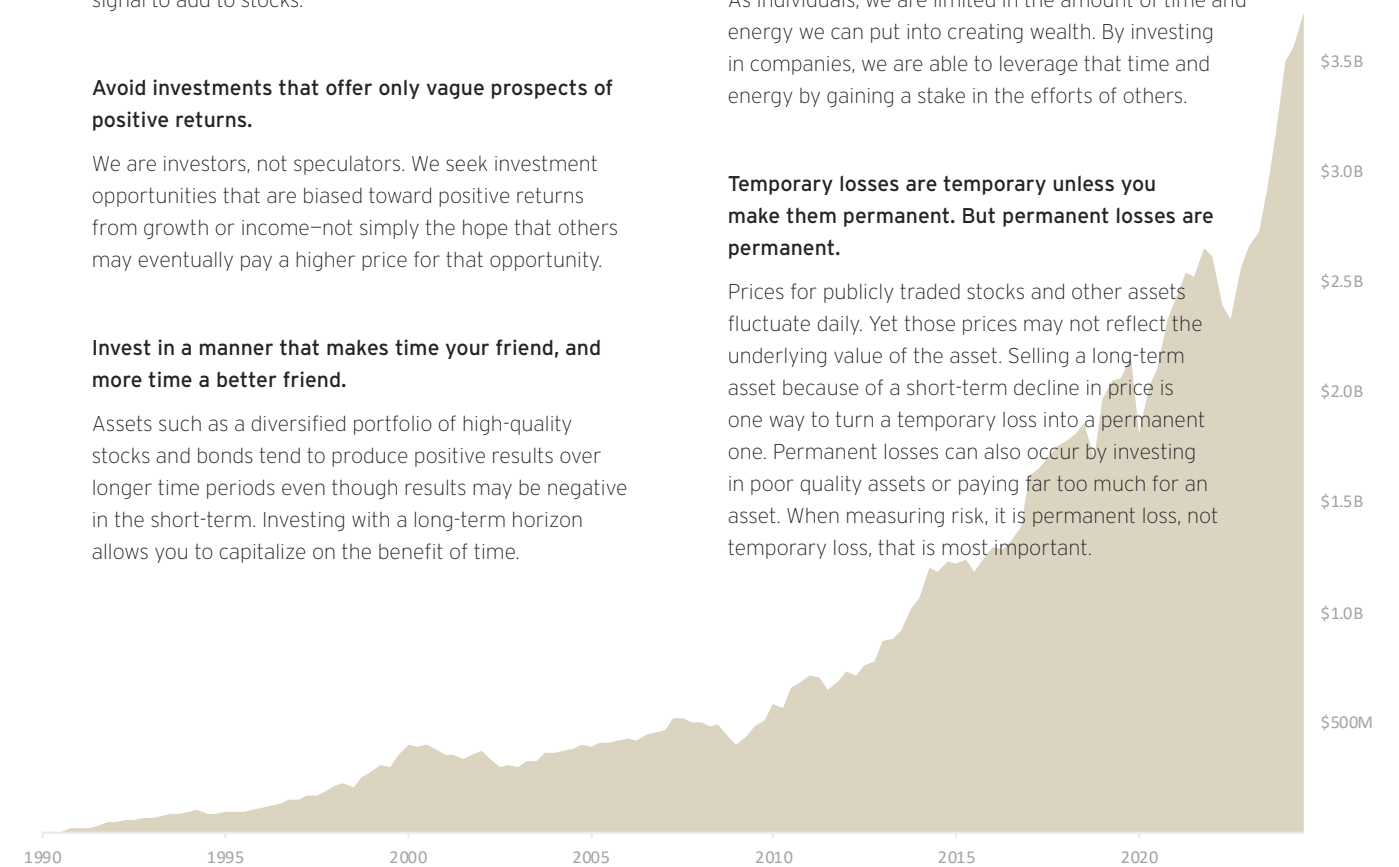 signal to add to stocks.
Avoid investments that offer only vague prospects of
positive returns.
We are investors, not speculators. We seek investment
opportunities that are biased toward positive returns
from growth or income—not simply the hope that others
may eventually pay a higher price for that opportunity.
Invest in a manner that makes time your friend, and
more time a better friend.
Assets such as a diversified portfolio of high-quality
stocks and bonds tend to produce positive results over
longer time periods even though results may be negative
in the short-term. Investing with a long-term horizon
allows you to capitalize on the benefit of time.
As individuals, we are limited in the amount of time and
energy we can put into creating wealth. By investing
in companies, we are able to leverage that time and
energy by gaining a stake in the efforts of others.
Temporary losses are temporary unless you
make them permanent. But permanent losses are
permanent.
Prices for publicly traded stocks and other assets
fluctuate daily. Yet those prices may not reflect the
underlying value of the asset. Selling a long-term
asset because of a short-term decline in price is
one way to turn a temporary loss into a permanent
one. Permanent losses can also occur by investing
in poor quality assets or paying far too much for an
asset. When measuring risk, it is permanent loss, not
temporary loss, that is most important.
$3.5B
$3.0B
$2.5B
$2.0B
$1.5B
$1.0B
$500M
1990 1995 2000 2005 2010 2015 2020